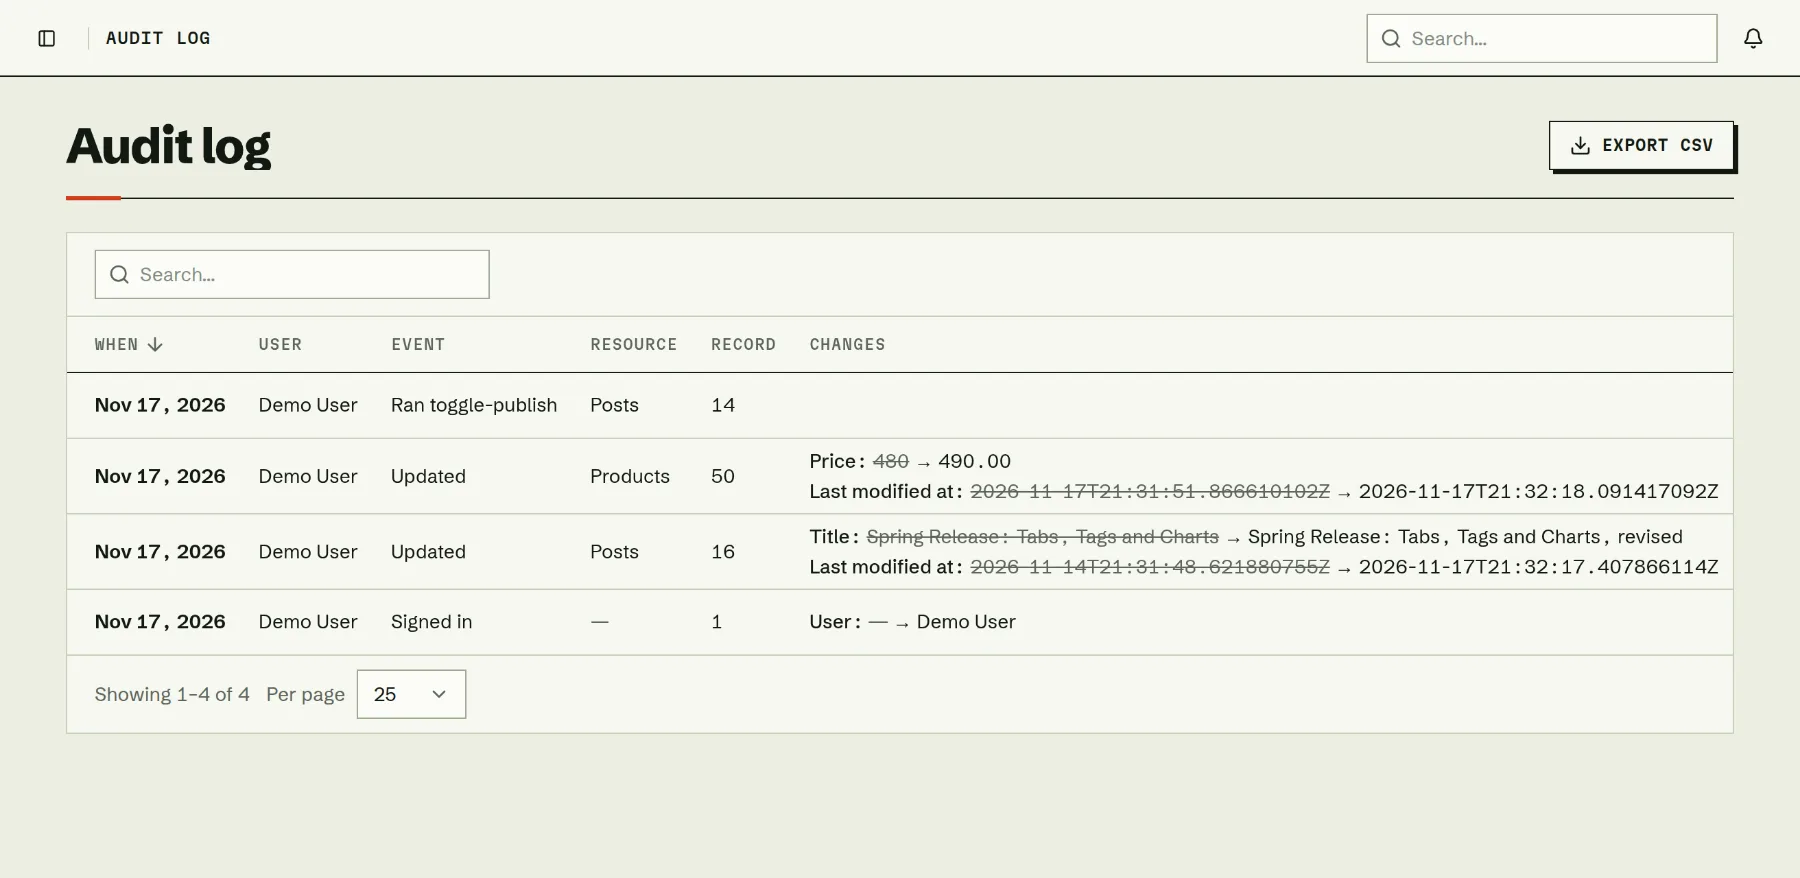 AUDIT LOG
Search...
Audit log
EXPORT CSV
Search...
WHEN USER EVENT RESOURCE RECORD CHANGES
Nov 17, 2026 Demo User Ran toggle-publish Posts 14
Nov 17, 2026 Demo User Updated Products 50 Price: 480 → 490.00
Last modified at: 2026-11-17T21:31:51.866610102Z → 2026-11-17T21:32:18.091417092Z
Nov 17, 2026 Demo User Updated Posts 16 Title: Spring Release: Tabs, Tags and Charts → Spring Release: Tabs, Tags and Charts, revised
Last modified at: 2026-11-14T21:31:48.621880755Z → 2026-11-17T21:32:17.407866114Z
Nov 17, 2026 Demo User Signed in — 1 User: — → Demo User
Showing 1–4 of 4 Per page 25